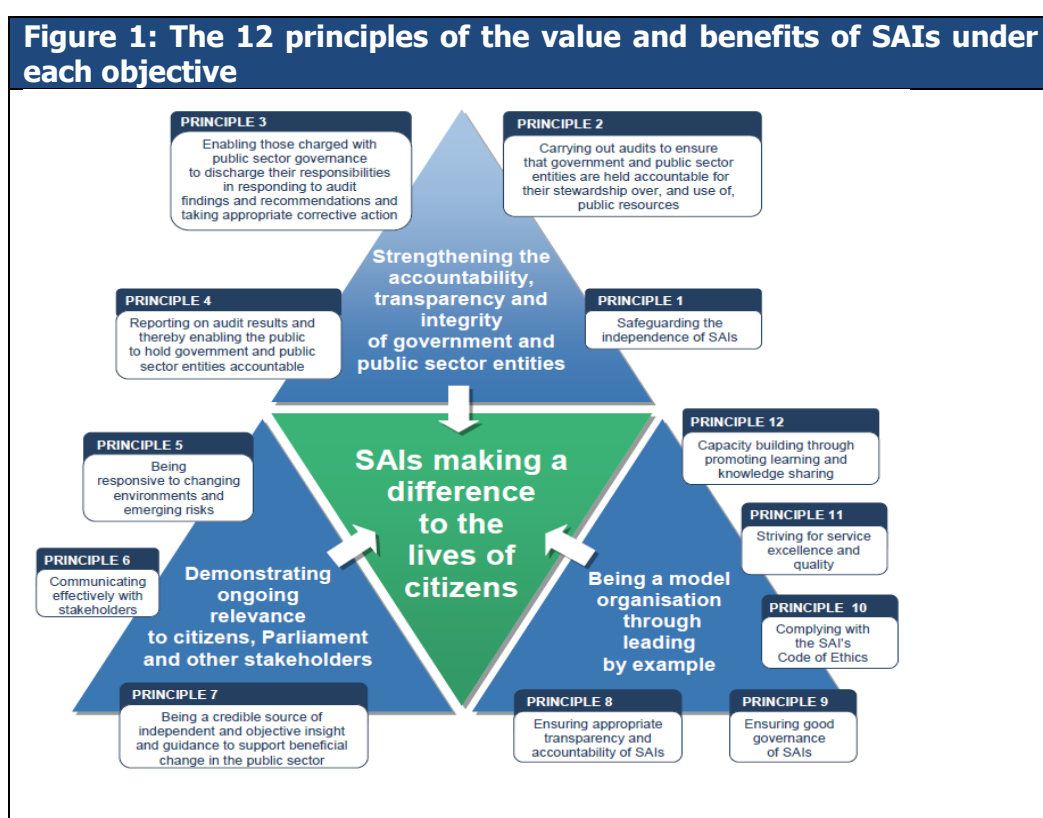 Figure 1: The 12 principles of the value and benefits of SAIs under
each objective
PRINCIPLE 3
Enabling those charged with
public sector governance
to discharge their responsibilities
in responding to audit
findings and recommendations and
taking appropriate corrective action
PRINCIPLE 2
Carrying out audits to ensure
that government and public sector
entities are held accountable for
their stewardship over, and use of,
public resources
Strengthening the
accountability,
transparency and
integrity
of government and
public sector entities
PRINCIPLE 4
Reporting on audit results and
thereby enabling the public
to hold government and public
sector entities accountable
PRINCIPLE 1
Safeguarding the
independence of SAIs
PRINCIPLE 5
Being
responsive to changing
environments and
emerging risks
SAIs making a
difference
to the
lives of
citizens
PRINCIPLE 12
Capacity building through
promoting learning and
knowledge sharing
PRINCIPLE 11
Striving for service
excellence and
quality
PRINCIPLE 6
Communicating
effectively with
stakeholders
Demonstrating
ongoing
relevance
to citizens, Parliament
and other stakeholders
Being a model
organisation
through
leading
by example
PRINCIPLE 10
Complying with
the SAI's
Code of Ethics
PRINCIPLE 7
Being a credible source of
independent and objective insight
and guidance to support beneficial
change in the public sector
PRINCIPLE 8
Ensuring appropriate
transparency and
accountability of SAIs
PRINCIPLE 9
Ensuring good
governance
of SAIs